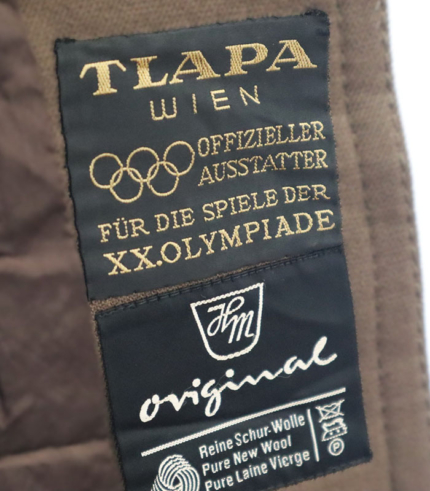 TLAPA
WIEN
OFFIZIELLER
AUSSTATTER
FÜR DIE SPIELE DER
XX.OLYMPIADE
HM
original
Reine Schur-Wolle
Pure New Wool
Pure Laine Vierge
P